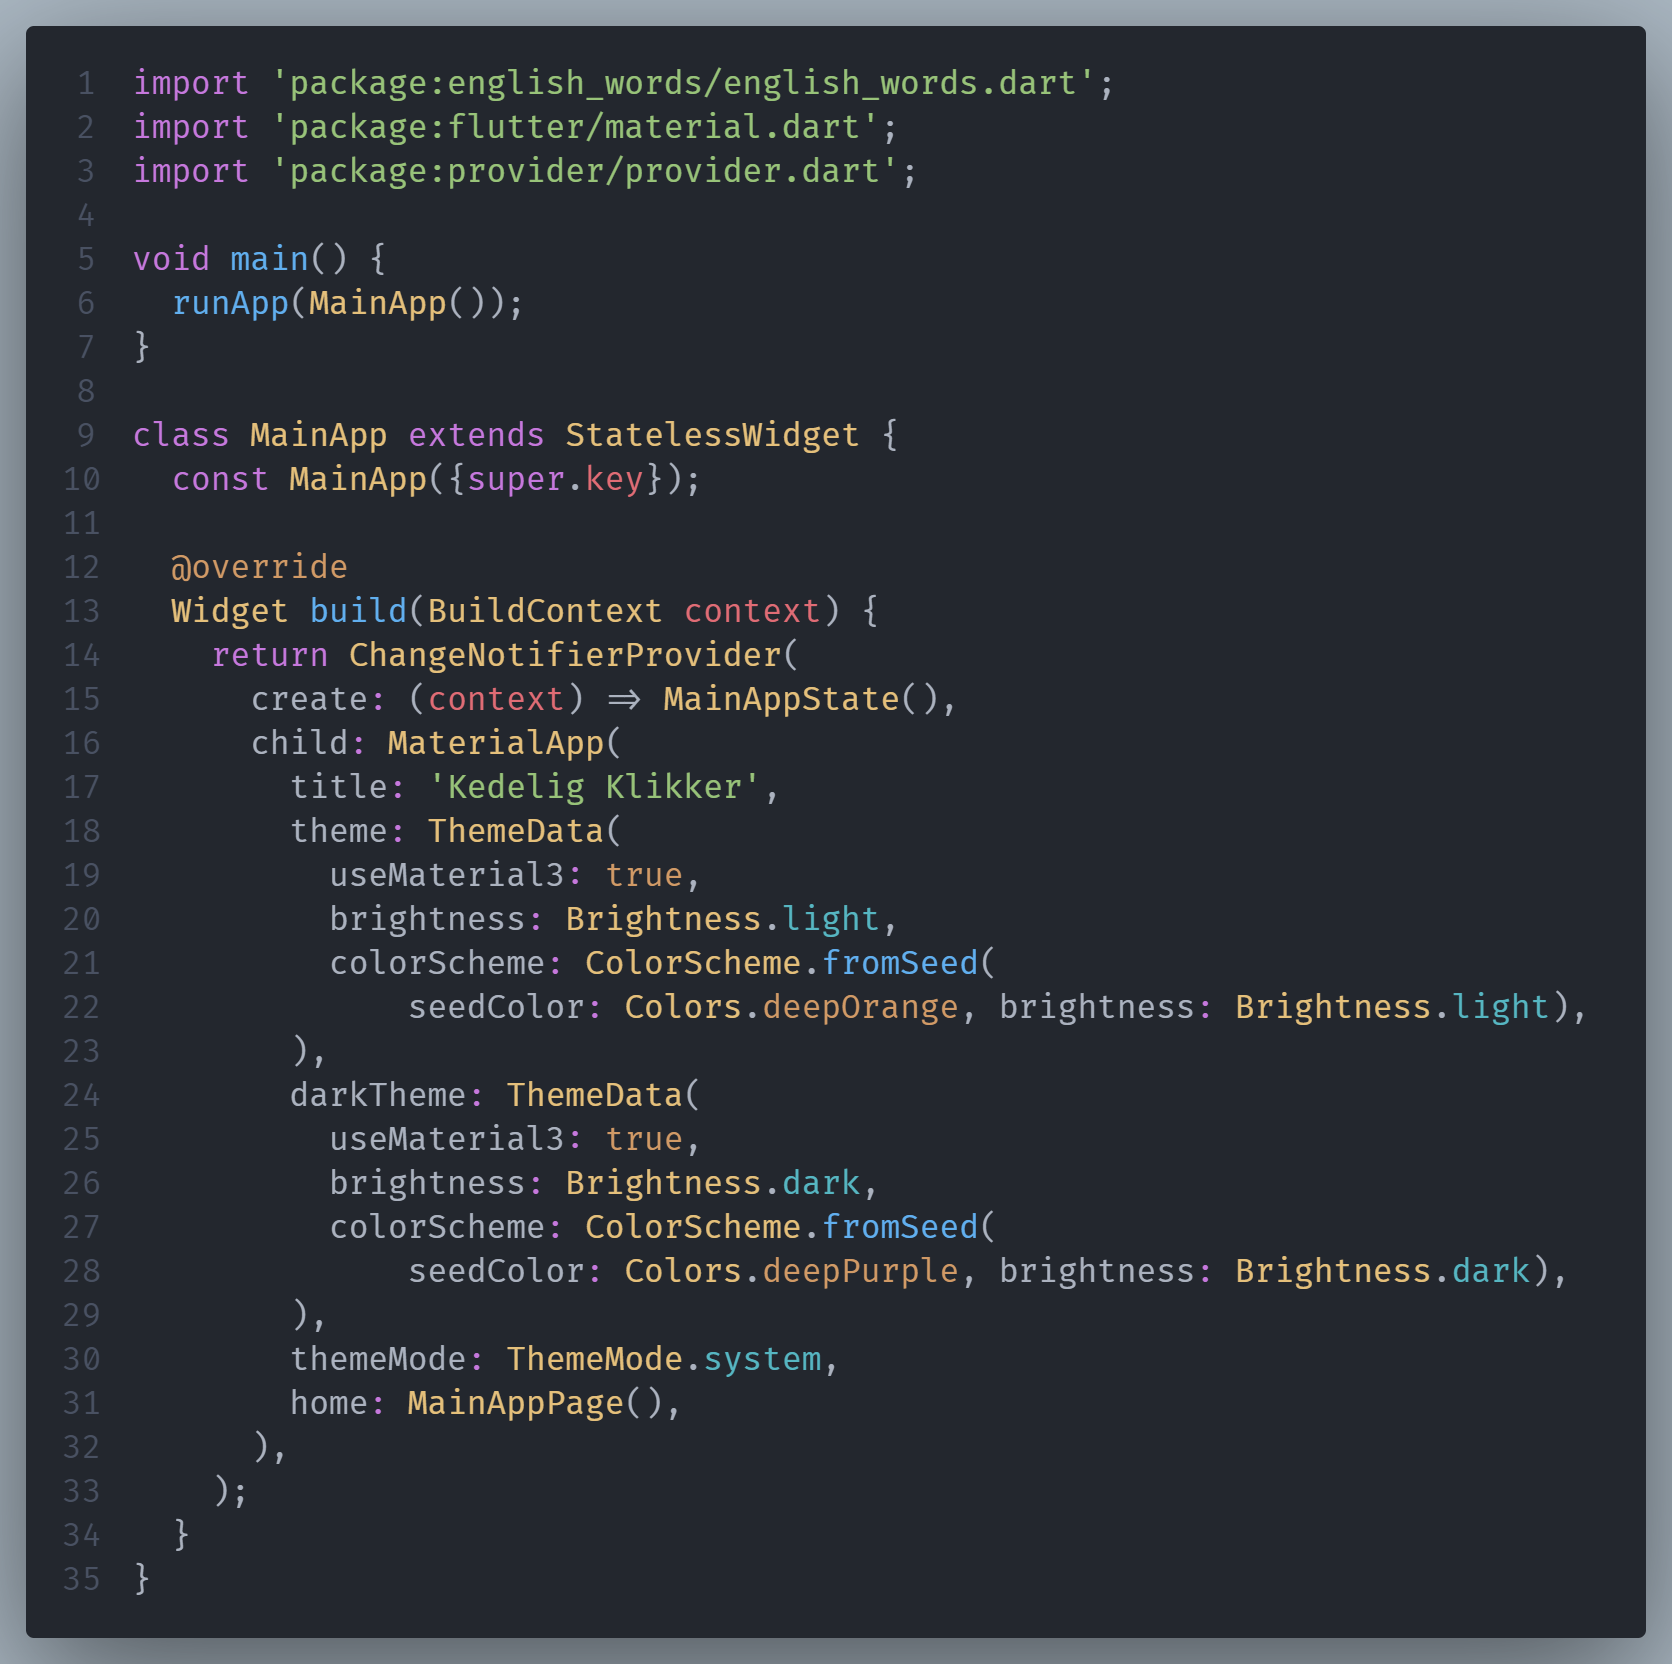 1 import 'package:english_words/english_words.dart';
2 import 'package:flutter/material.dart';
3 import 'package:provider/provider.dart';
4
5 void main() {
6   runApp(MainApp());
7 }
8
9 class MainApp extends StatelessWidget {
10   const MainApp({super.key});
11
12   @override
13   Widget build(BuildContext context) {
14     return ChangeNotifierProvider(
15       create: (context) => MainAppState(),
16       child: MaterialApp(
17         title: 'Kedelig Klikker',
18         theme: ThemeData(
19           useMaterial3: true,
20           brightness: Brightness.light,
21           colorScheme: ColorScheme.fromSeed(
22               seedColor: Colors.deepOrange, brightness: Brightness.light),
23         ),
24         darkTheme: ThemeData(
25           useMaterial3: true,
26           brightness: Brightness.dark,
27           colorScheme: ColorScheme.fromSeed(
28               seedColor: Colors.deepPurple, brightness: Brightness.dark),
29         ),
30         themeMode: ThemeMode.system,
31         home: MainAppPage(),
32       ),
33     );
34   }
35 }